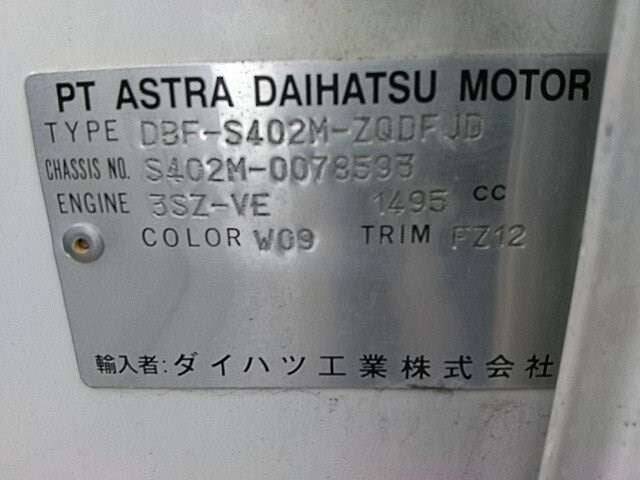 PT ASTRA DAIHATSU MOTOR
TYPE DBF-S402M-ZQDFJD
CHASSIS NO. S402M-0078593
ENGINE 3SZ-VE 1495 CC
COLOR W09 TRIM FZ12
輸入者:ダイハツ工業株式会社